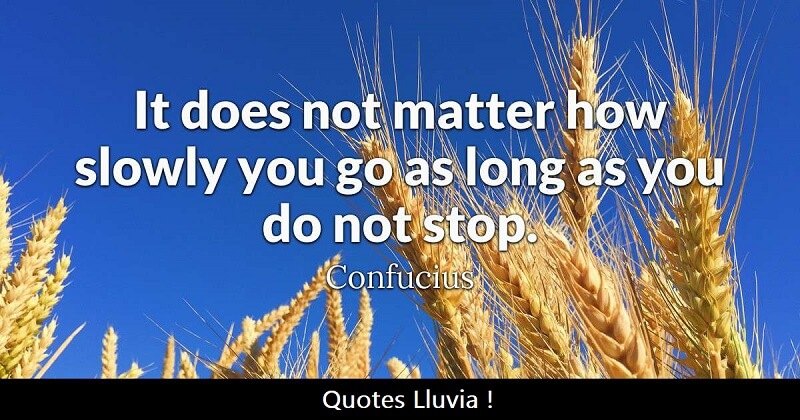 It does not matter how
slowly you go as long as you
do not stop.
Confucius
Quotes Lluvia !